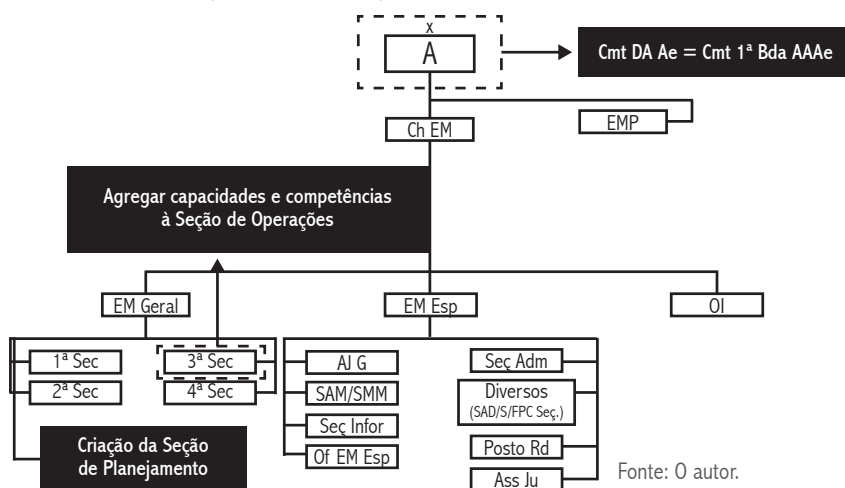 x
A
Cmt DA Ae = Cmt 1ª Bda AAAe
Ch EM
EMP
Agregar capacidades e competências
à Seção de Operações
EM Geral
EM Esp
OI
1ª Sec
3ª Sec
2ª Sec
4ª Sec
Criação da Seção
de Planejamento
AJ G
SAM/SMM
Seç Infor
Of EM Esp
Seç Adm
Diversos
(SAD/S/FPC Seç.)
Posto Rd
Ass Ju
Fonte: O autor.